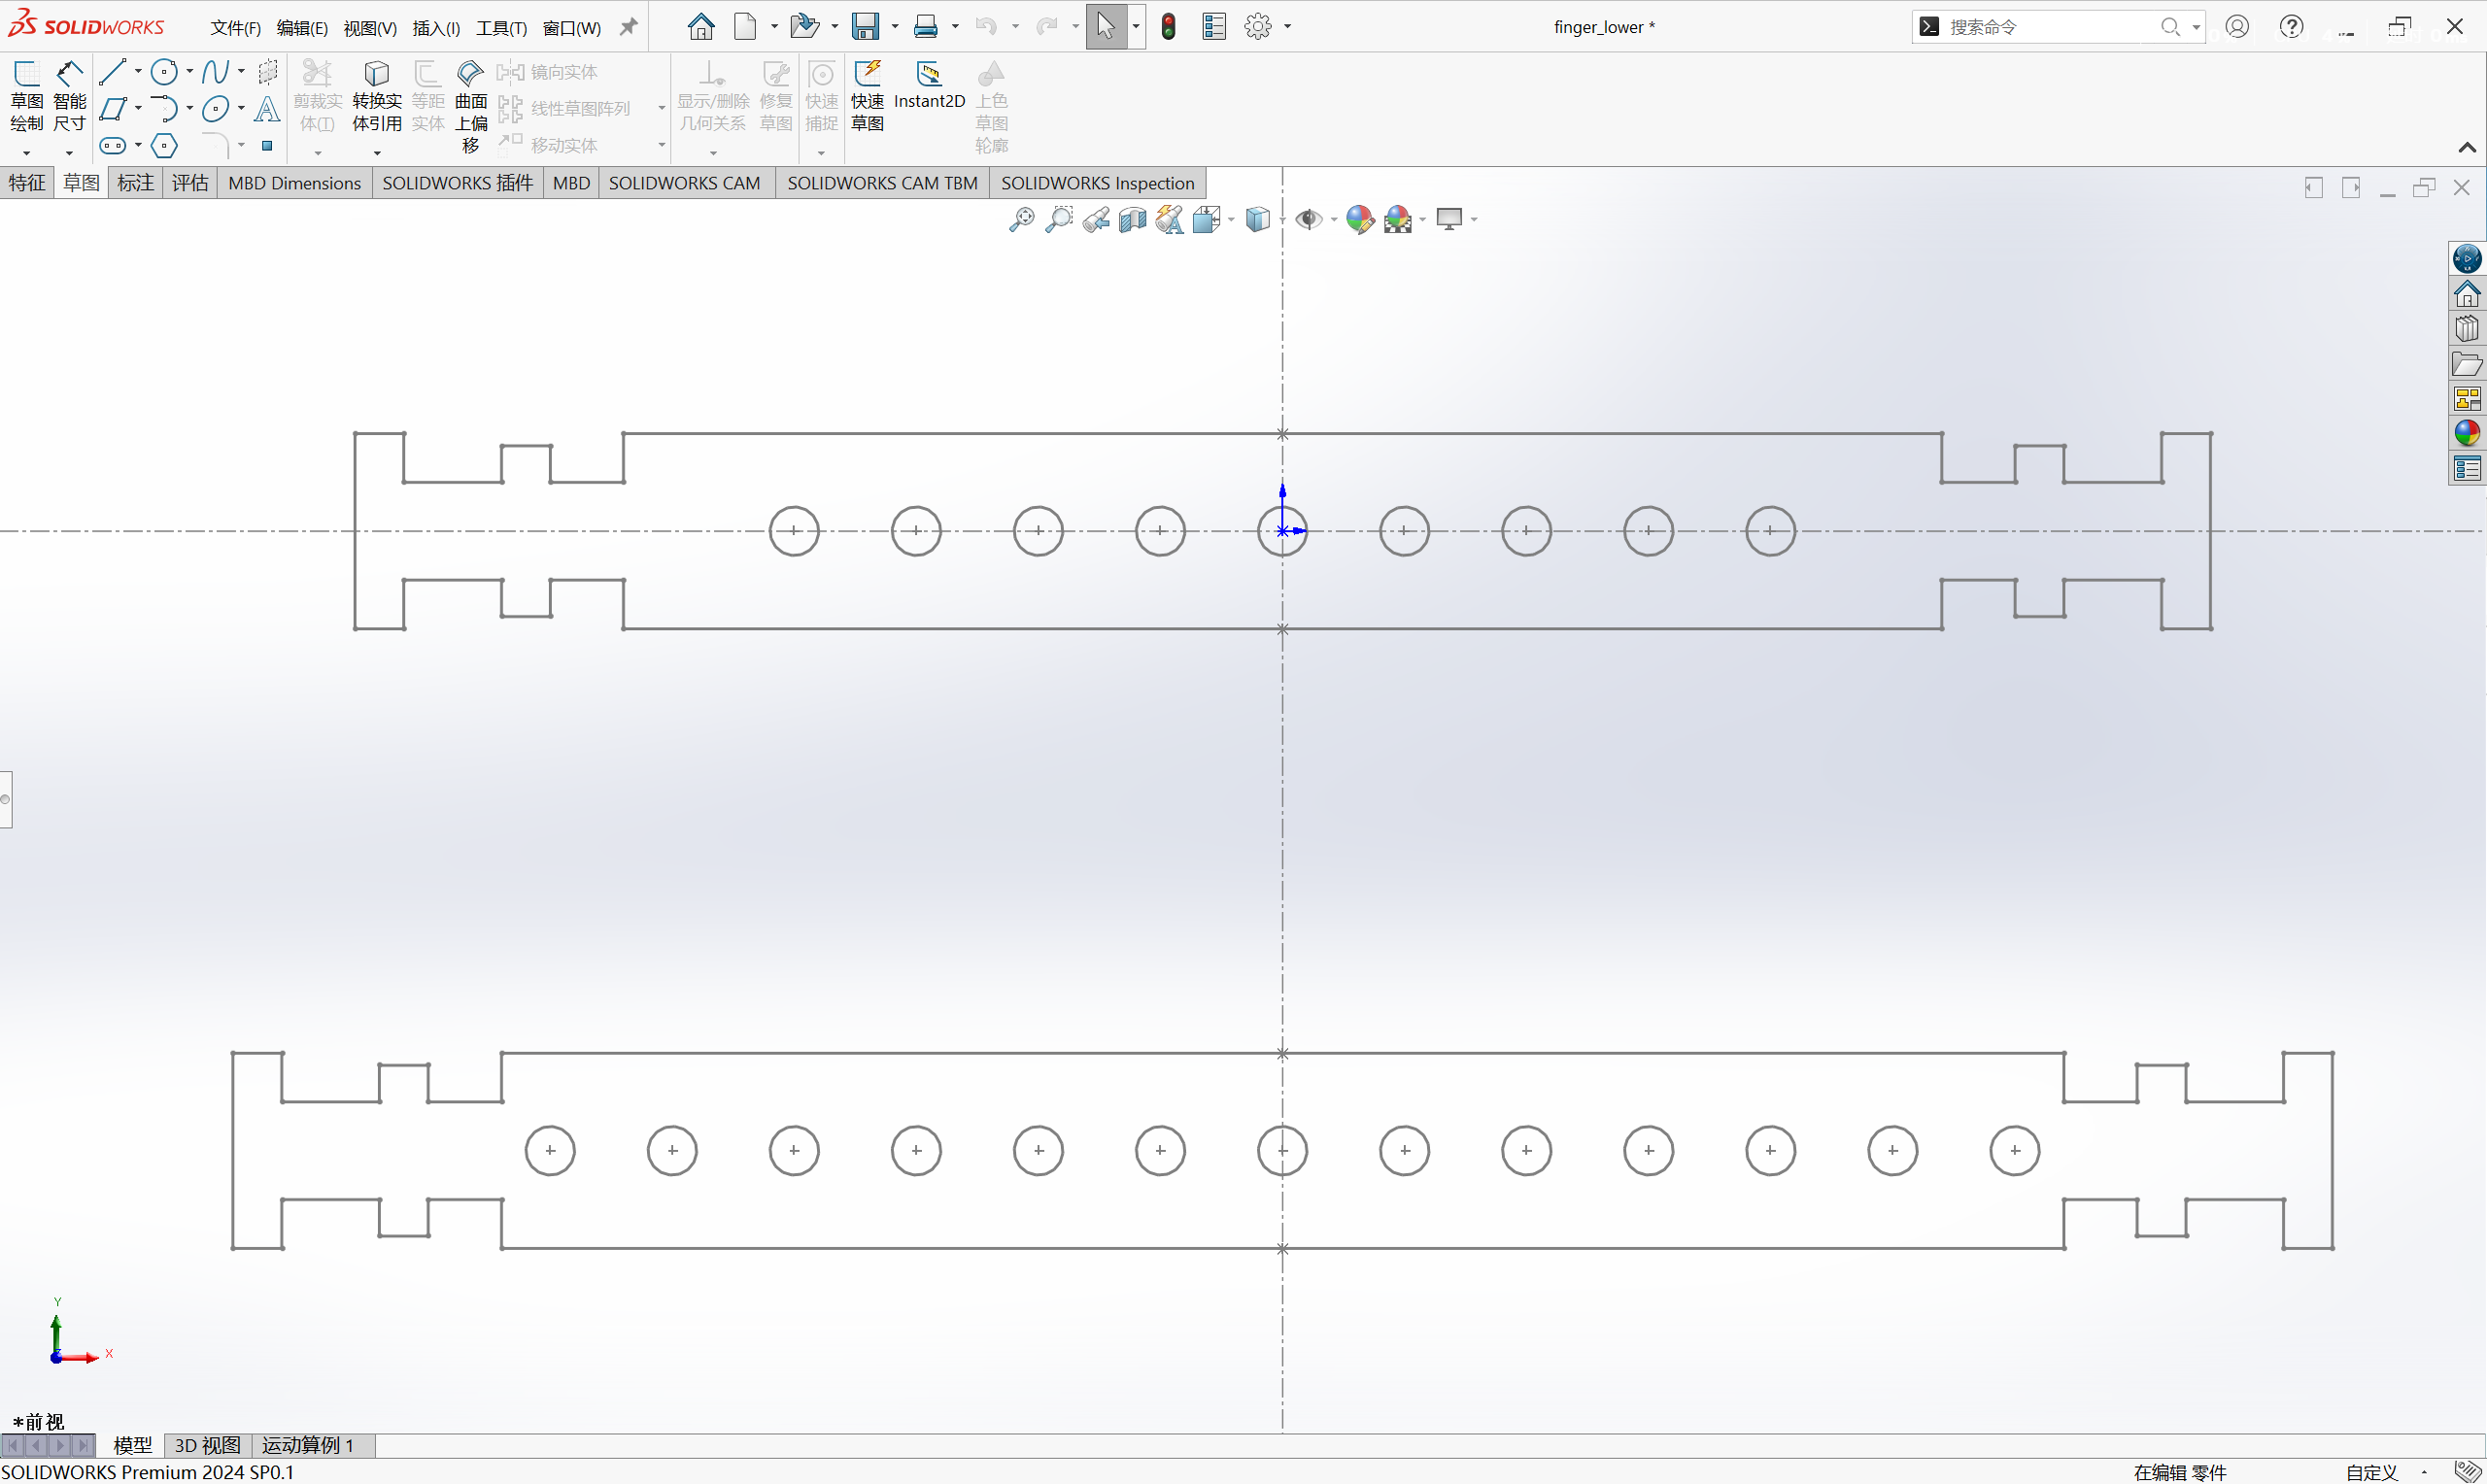 SOLIDWORKS 文件(F) 编辑(E) 视图(V) 插入(I) 工具(T) 窗口(W) finger_lower * 搜索命令
草图绘制
智能尺寸
剪裁实体(T)
转换实体引用
等距实体
曲面上偏移
镜向实体
线性草图阵列
移动实体
显示/删除几何关系
修复草图
快速捕捉
快速草图
Instant2D
上色草图轮廓
特征 草图 标注 评估 MBD Dimensions SOLIDWORKS 插件 MBD SOLIDWORKS CAM SOLIDWORKS CAM TBM SOLIDWORKS Inspection
Y
X
*前视
模型 3D 视图 运动算例 1
SOLIDWORKS Premium 2024 SP0.1 在编辑 零件 自定义